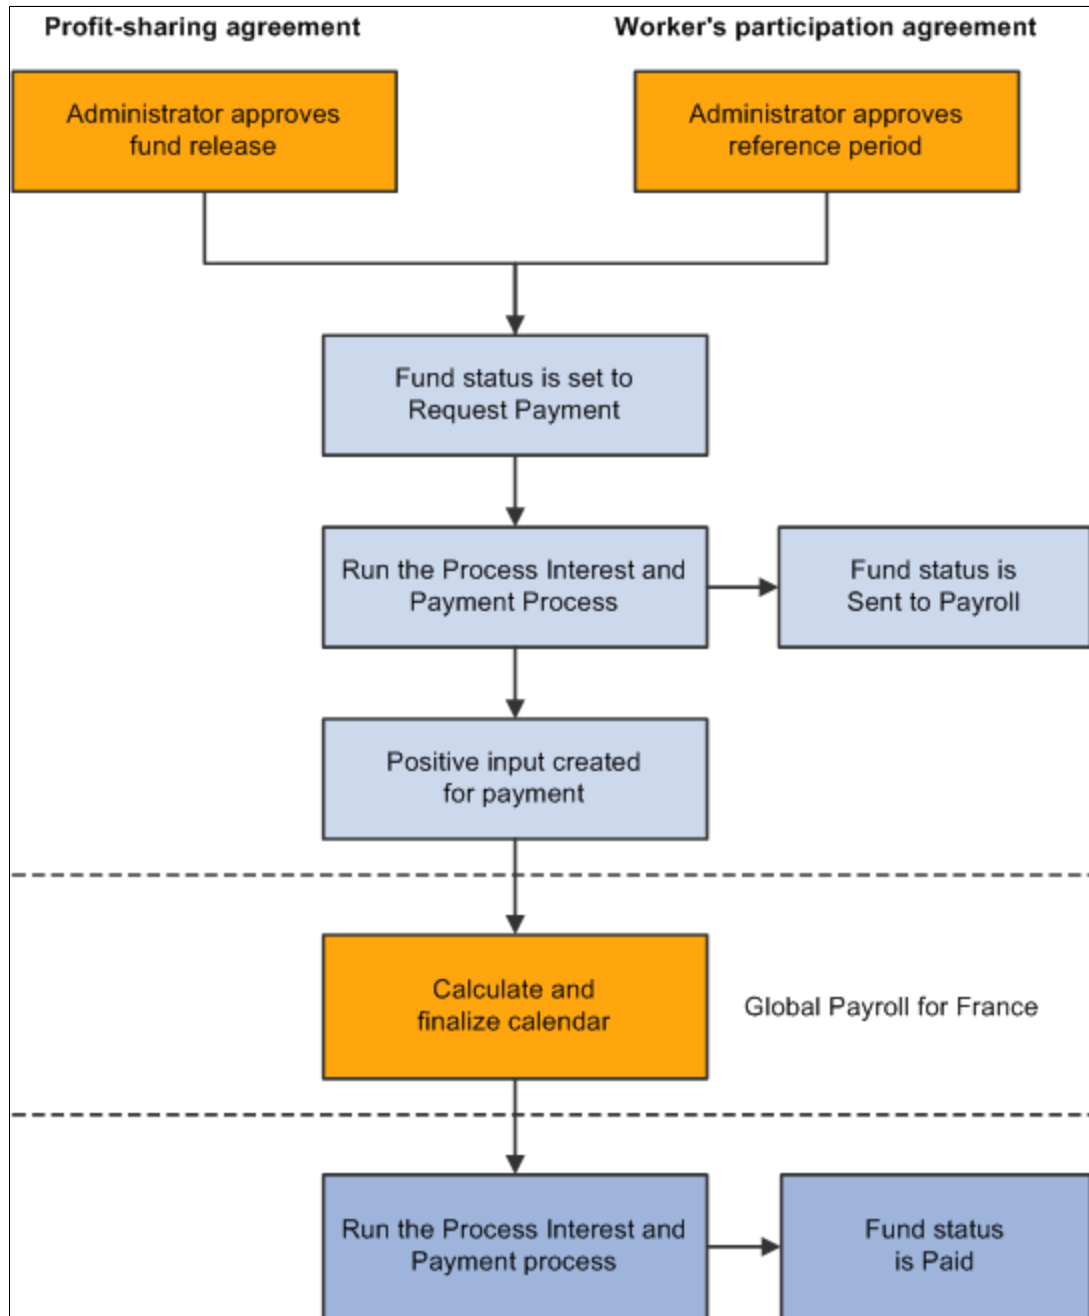 Profit-sharing agreement
Worker's participation agreement
Administrator approves
fund release
Administrator approves
reference period
Fund status is set to
Request Payment
Run the Process Interest and
Payment Process
Fund status is
Sent to Payroll
Positive input created
for payment
Calculate and
finalize calendar
Global Payroll for France
Run the Process Interest and
Payment process
Fund status
is Paid